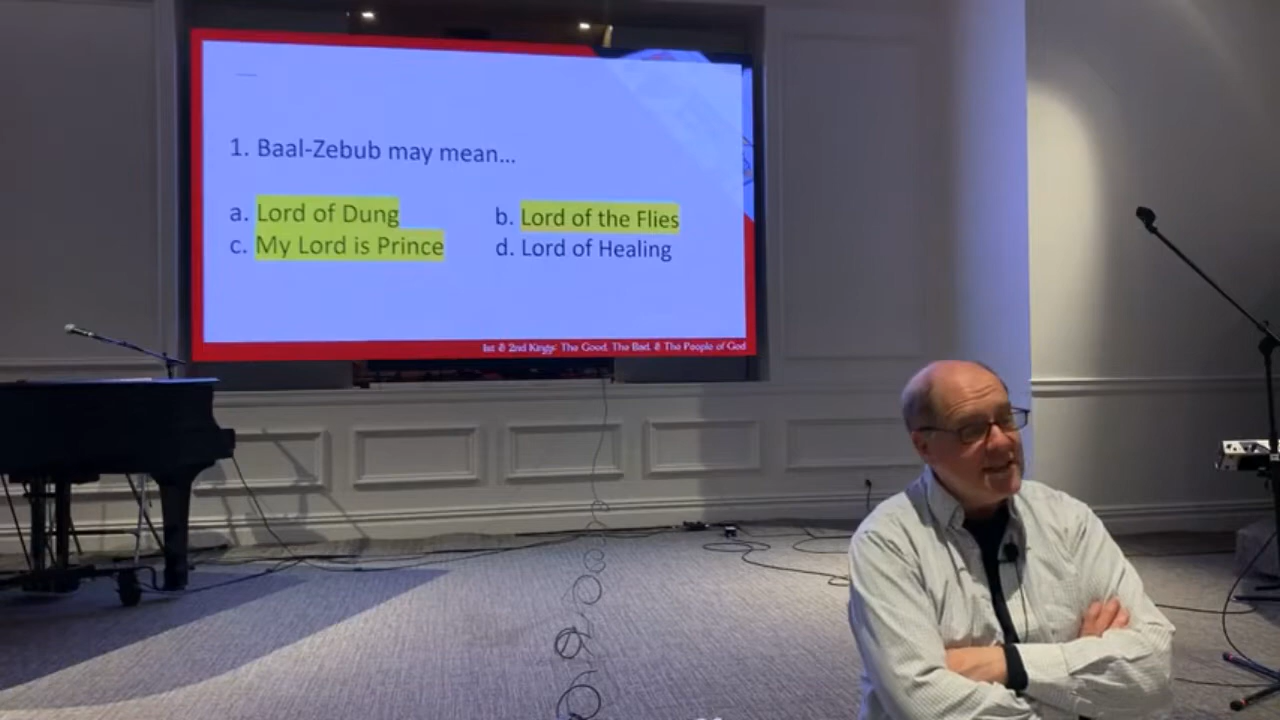 1. Baal-Zebub may mean...
a. Lord of Dung b. Lord of the Flies
c. My Lord is Prince d. Lord of Healing
1st & 2nd Kings: The Good, The Bad, & The People of God